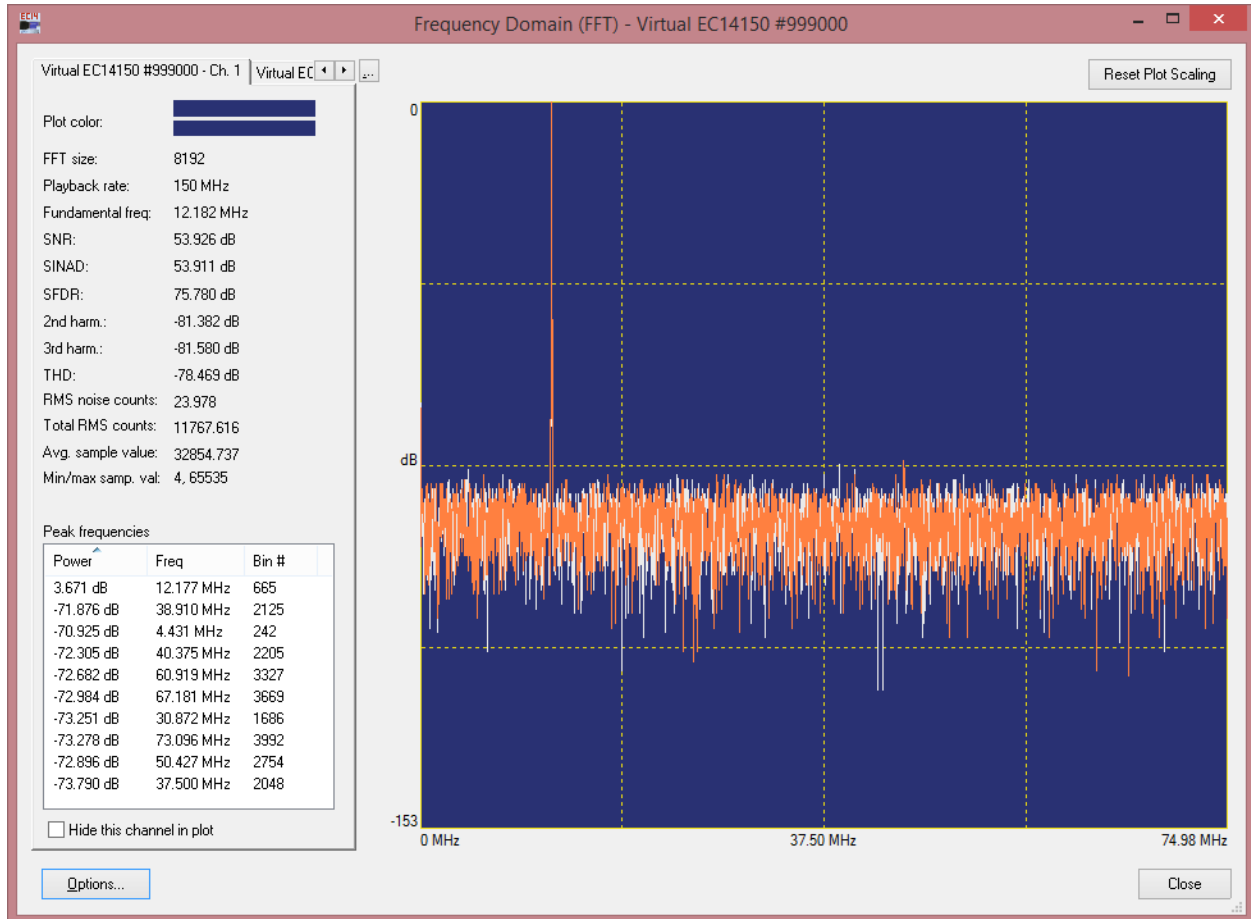 ECM
Frequency Domain (FFT) - Virtual EC14150 #999000
Virtual EC14150 #999000 - Ch. 1
Virtual EC
...
Reset Plot Scaling
Plot color:
FFT size: 8192
Playback rate: 150 MHz
Fundamental freq: 12.182 MHz
SNR: 53.926 dB
SINAD: 53.911 dB
SFDR: 75.780 dB
2nd harm.: -81.382 dB
3rd harm.: -81.580 dB
THD: -78.469 dB
RMS noise counts: 23.978
Total RMS counts: 11767.616
Avg. sample value: 32854.737
Min/max samp. val: 4, 65535
Peak frequencies
Power Freq Bin #
3.671 dB 12.177 MHz 665
-71.876 dB 38.910 MHz 2125
-70.925 dB 4.431 MHz 242
-72.305 dB 40.375 MHz 2205
-72.682 dB 60.919 MHz 3327
-72.984 dB 67.181 MHz 3669
-73.251 dB 30.872 MHz 1686
-73.278 dB 73.096 MHz 3992
-72.896 dB 50.427 MHz 2754
-73.790 dB 37.500 MHz 2048
Hide this channel in plot
0
dB
-153
0 MHz 37.50 MHz 74.98 MHz
Options...
Close